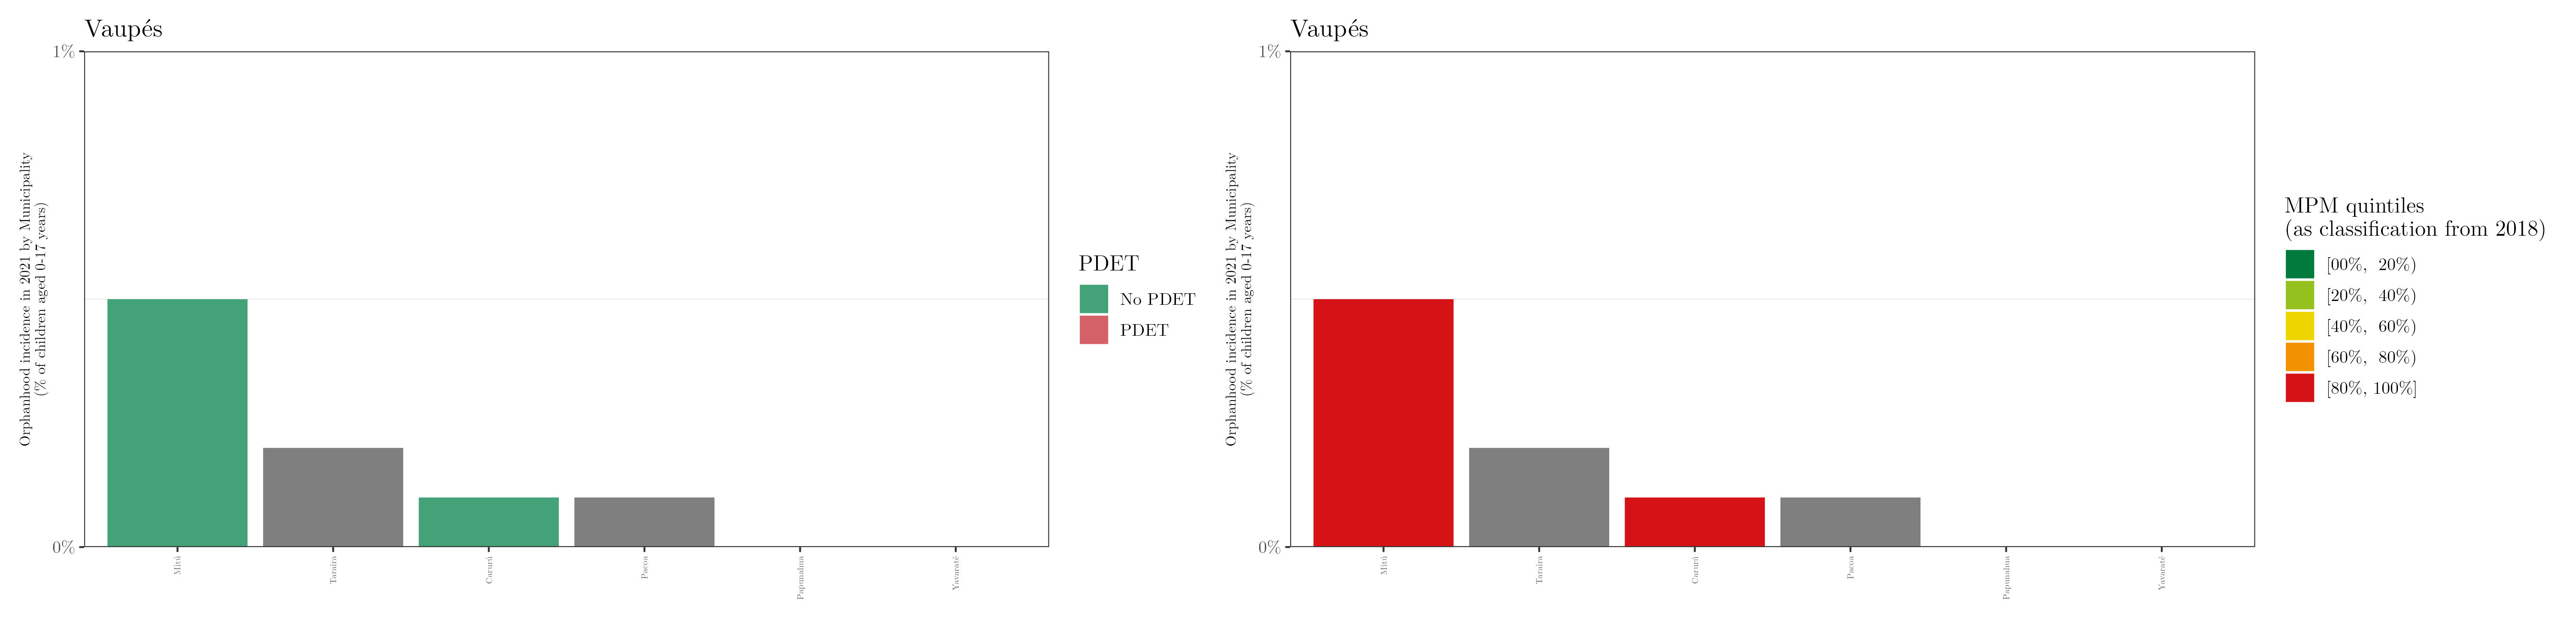 Vaupés
1%
0%
Orphanhood incidence in 2021 by Municipality
(% of children aged 0-17 years)
Mitú
Taraira
Carurú
Pacoa
Papunahua
Yavaraté
PDET
No PDET
PDET
Vaupés
1%
0%
Orphanhood incidence in 2021 by Municipality
(% of children aged 0-17 years)
Mitú
Taraira
Carurú
Pacoa
Papunahua
Yavaraté
MPM quintiles
(as classification from 2018)
[00%, 20%)
[20%, 40%)
[40%, 60%)
[60%, 80%)
[80%, 100%]